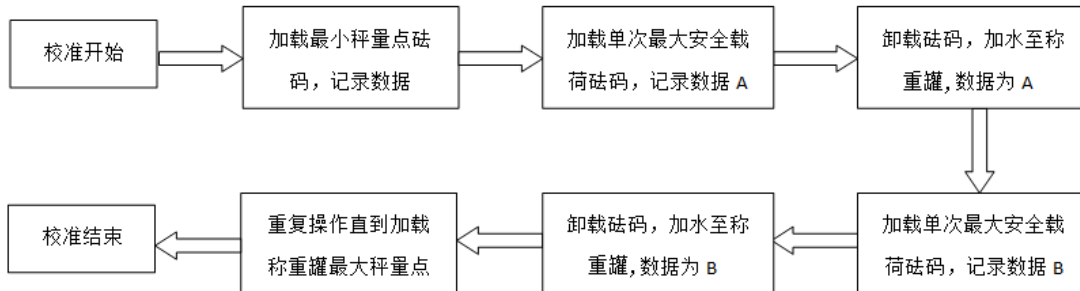 校准开始
加载最小秤量点砝
码，记录数据
加载单次最大安全载
荷砝码，记录数据 A
卸载砝码，加水至称
重罐,数据为 A
加载单次最大安全载
荷砝码，记录数据 B
卸载砝码，加水至称
重罐,数据为 B
重复操作直到加载
称重罐最大秤量点
校准结束